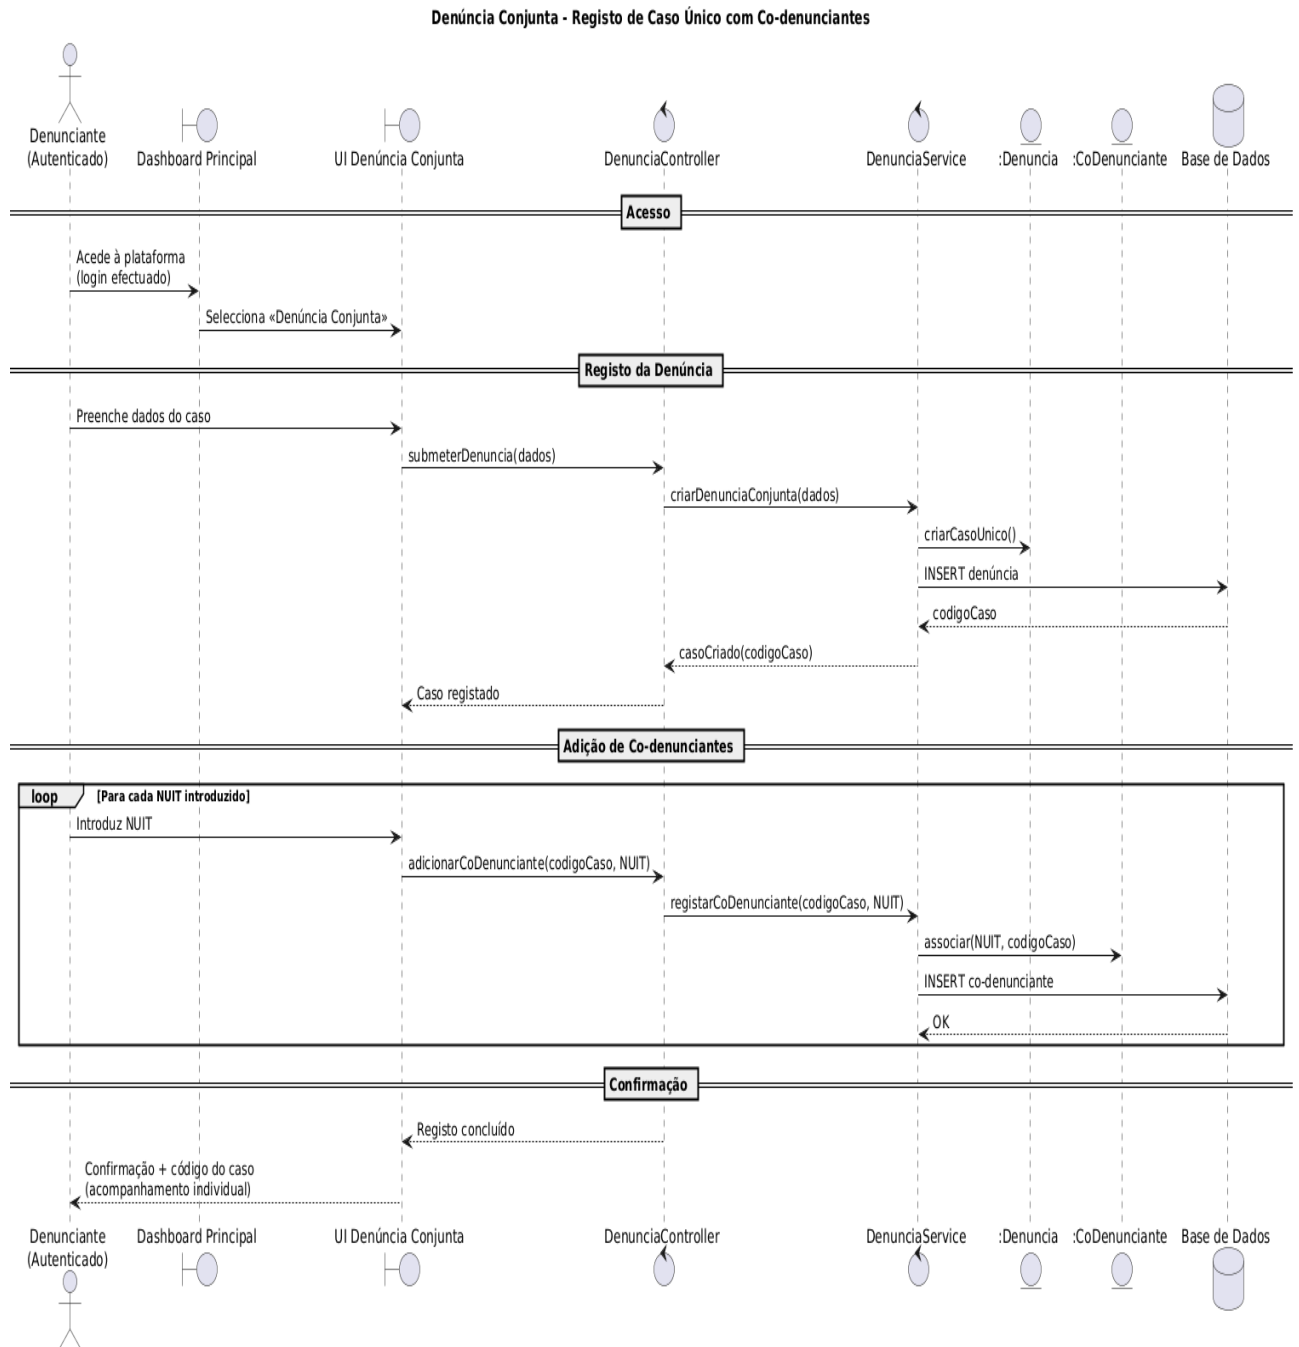 Denúncia Conjunta - Registo de Caso Único com Co-denunciantes
Denunciante
(Autenticado)
Dashboard Principal
UI Denúncia Conjunta
DenunciaController
DenunciaService
:Denuncia
:CoDenunciante
Base de Dados
Acesso
Acede à plataforma
(login efectuado)
Selecciona «Denúncia Conjunta»
Registo da Denúncia
Preenche dados do caso
submeterDenuncia(dados)
criarDenunciaConjunta(dados)
criarCasoUnico()
INSERT denúncia
codigoCaso
casoCriado(codigoCaso)
Caso registado
Adição de Co-denunciantes
loop [Para cada NUIT introduzido]
Introduz NUIT
adicionarCoDenunciante(codigoCaso, NUIT)
registarCoDenunciante(codigoCaso, NUIT)
associar(NUIT, codigoCaso)
INSERT co-denunciante
OK
Confirmação
Registo concluído
Confirmação + código do caso
(acompanhamento individual)
Denunciante
(Autenticado)
Dashboard Principal
UI Denúncia Conjunta
DenunciaController
DenunciaService
:Denuncia
:CoDenunciante
Base de Dados